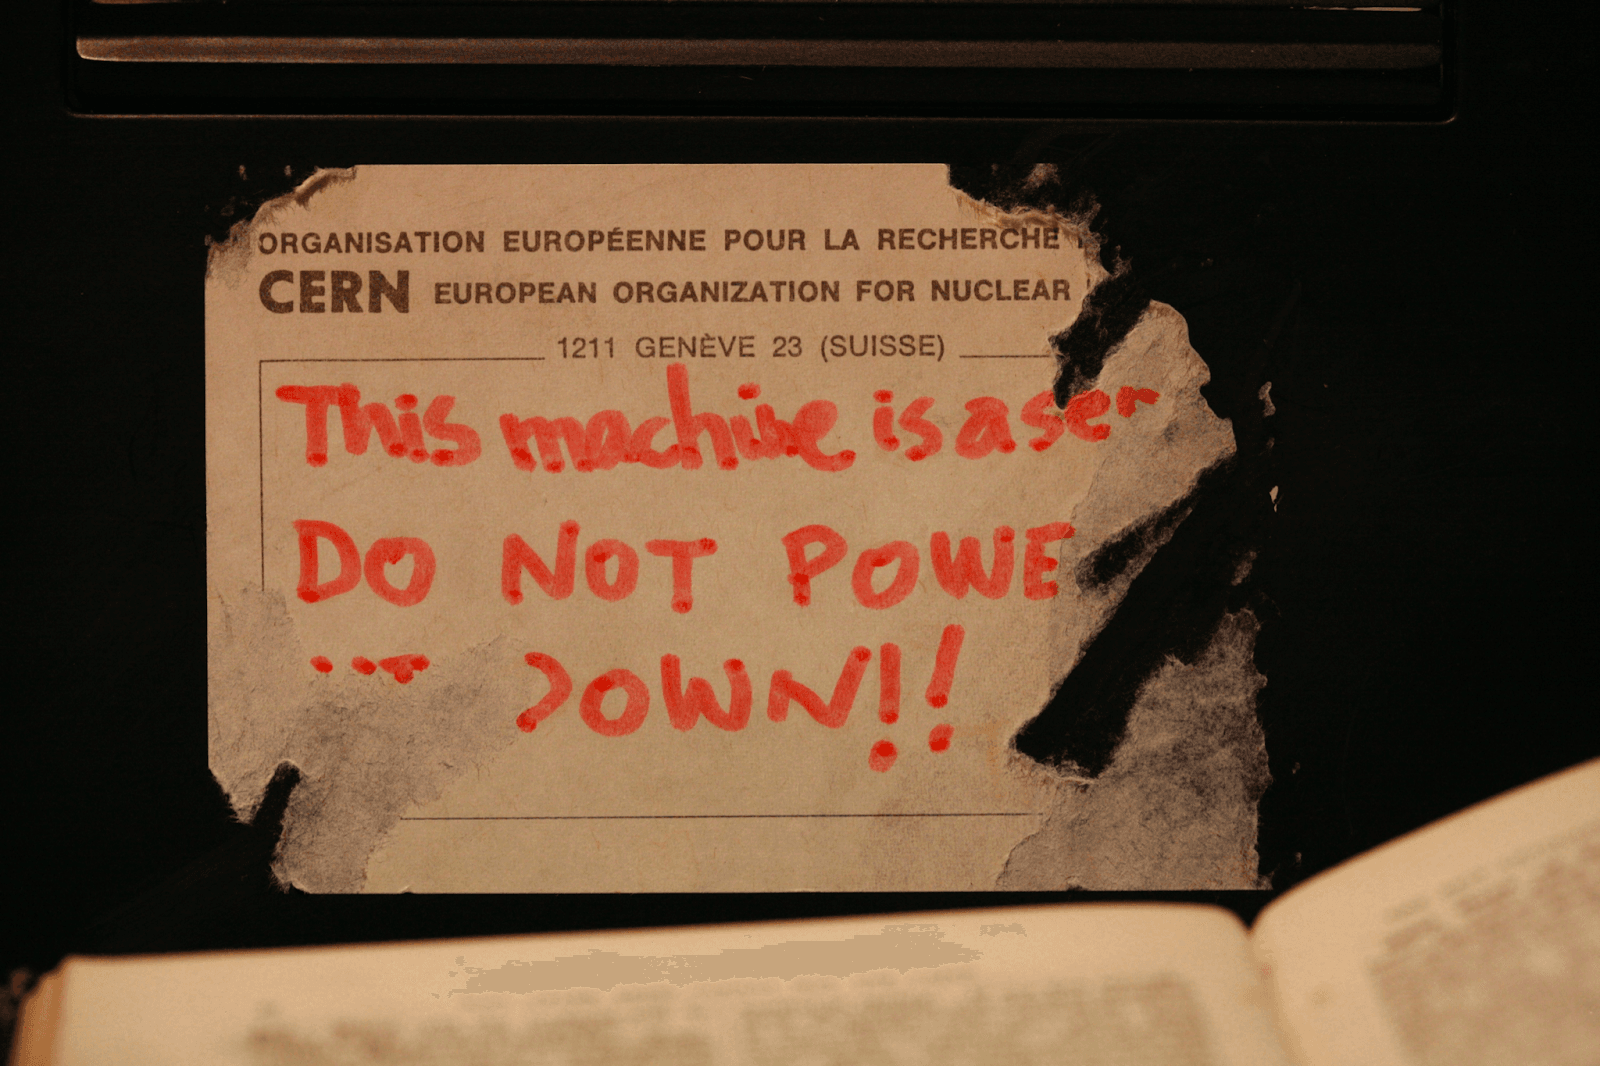 ORGANISATION EUROPÉENNE POUR LA RECHERCHE
CERN EUROPEAN ORGANIZATION FOR NUCLEAR
1211 GENÈVE 23 (SUISSE)
This machine is a ser
DO NOT POWE
IT DOWN!!